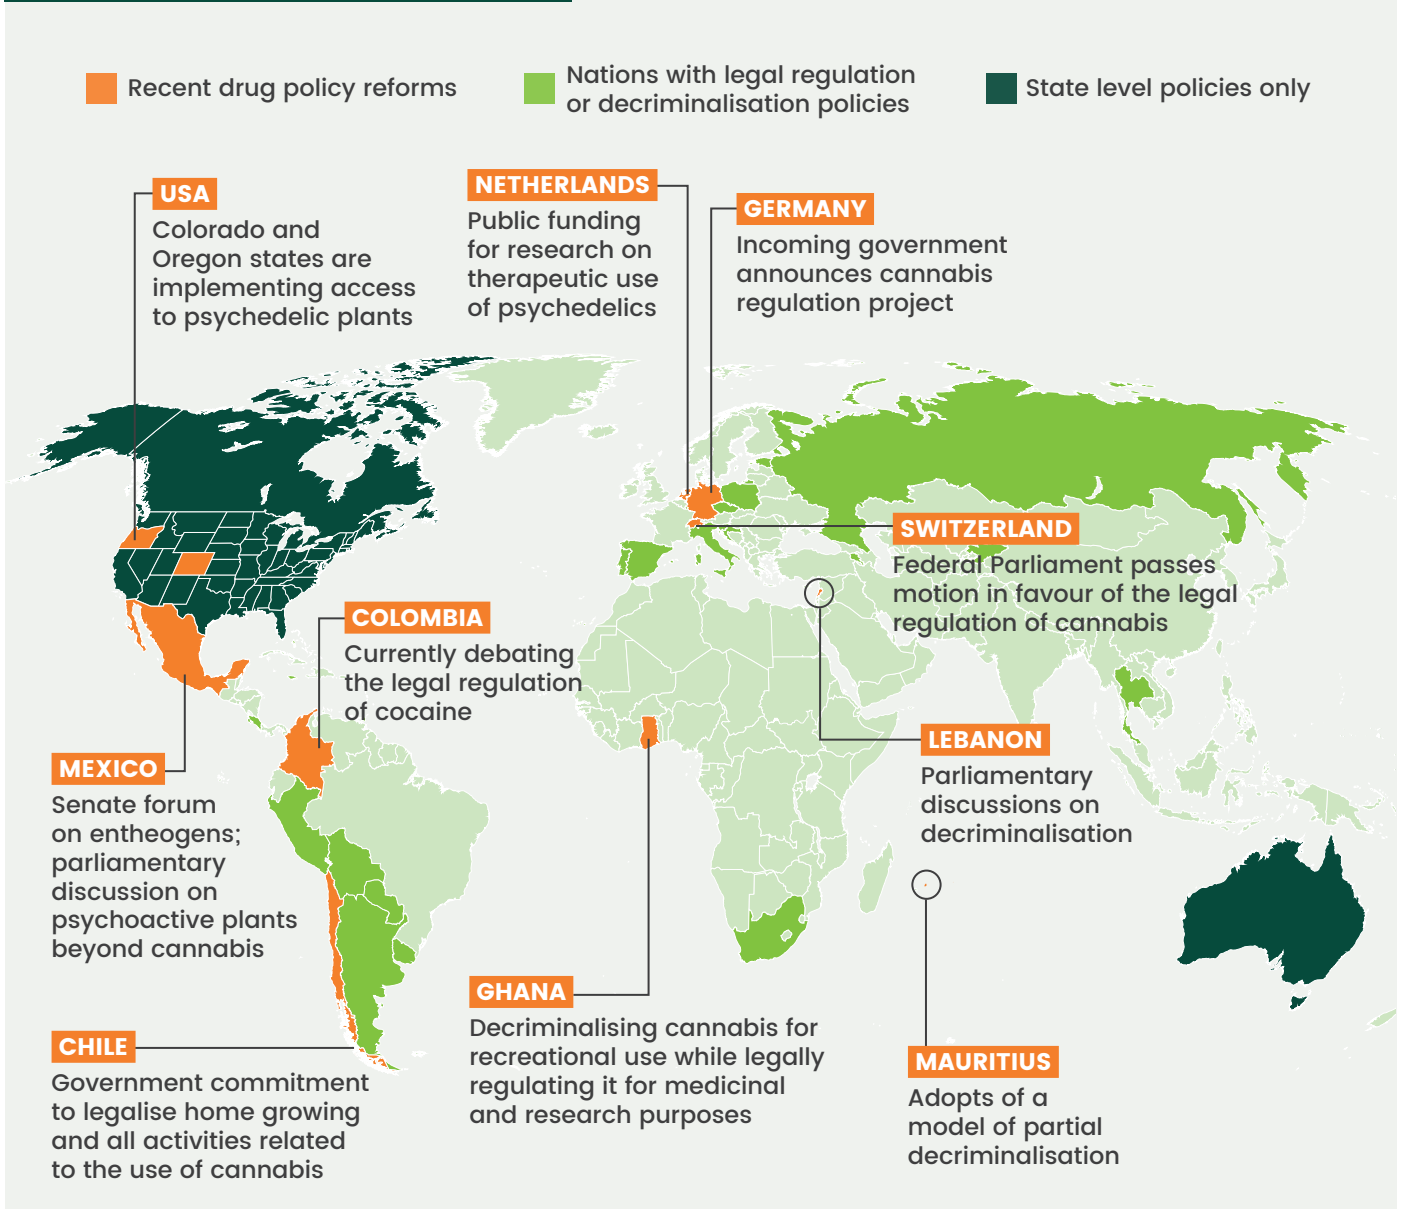 Recent drug policy reforms
Nations with legal regulation
or decriminalisation policies
State level policies only
USA
Colorado and
Oregon states are
implementing access
to psychedelic plants
NETHERLANDS
Public funding
for research on
therapeutic use
of psychedelics
GERMANY
Incoming government
announces cannabis
regulation project
SWITZERLAND
Federal Parliament passes
motion in favour of the legal
regulation of cannabis
COLOMBIA
Currently debating
the legal regulation
of cocaine
LEBANON
Parliamentary
discussions on
decriminalisation
MEXICO
Senate forum
on entheogens;
parliamentary
discussion on
psychoactive plants
beyond cannabis
GHANA
Decriminalising cannabis for
recreational use while legally
regulating it for medicinal
and research purposes
CHILE
Government commitment
to legalise home growing
and all activities related
to the use of cannabis
MAURITIUS
Adopts of a
model of partial
decriminalisation